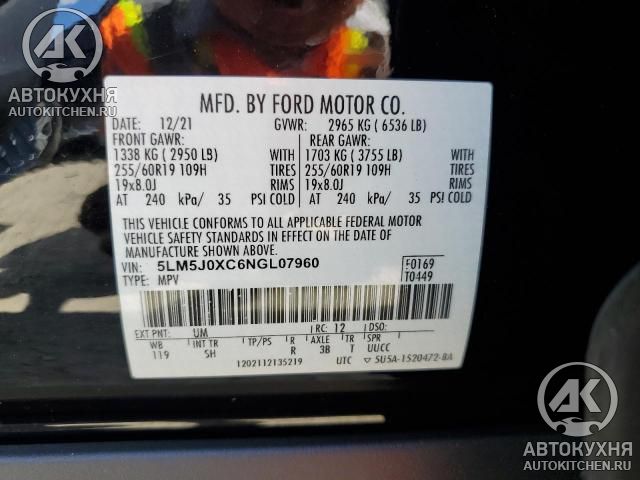 АК
АВТОКУХНЯ
AUTOKITCHEN.RU
MFD. BY FORD MOTOR CO.
DATE: 12/21 GVWR: 2965 KG ( 6536 LB)
FRONT GAWR: REAR GAWR:
1338 KG ( 2950 LB) WITH 1703 KG ( 3755 LB) WITH
255/60R19 109H TIRES 255/60R19 109H TIRES
19x8.0J RIMS 19x8.0J RIMS
AT 240 kPa/ 35 PSI COLD AT 240 kPa/ 35 PSI COLD
THIS VEHICLE CONFORMS TO ALL APPLICABLE FEDERAL MOTOR
VEHICLE SAFETY STANDARDS IN EFFECT ON THE DATE OF
MANUFACTURE SHOWN ABOVE.
VIN: 5LM5J0XC6NGL07960 F0169
TYPE: MPV T0449
EXT PNT: UM RC: 12 DSO:
WB INT TR TP/PS R AXLE TR SPR
119 SH R 3B T UUCC
1202112135219 UTC ▽ 5U5A-1520472-BA
АК
АВТОКУХНЯ
AUTOKITCHEN.RU